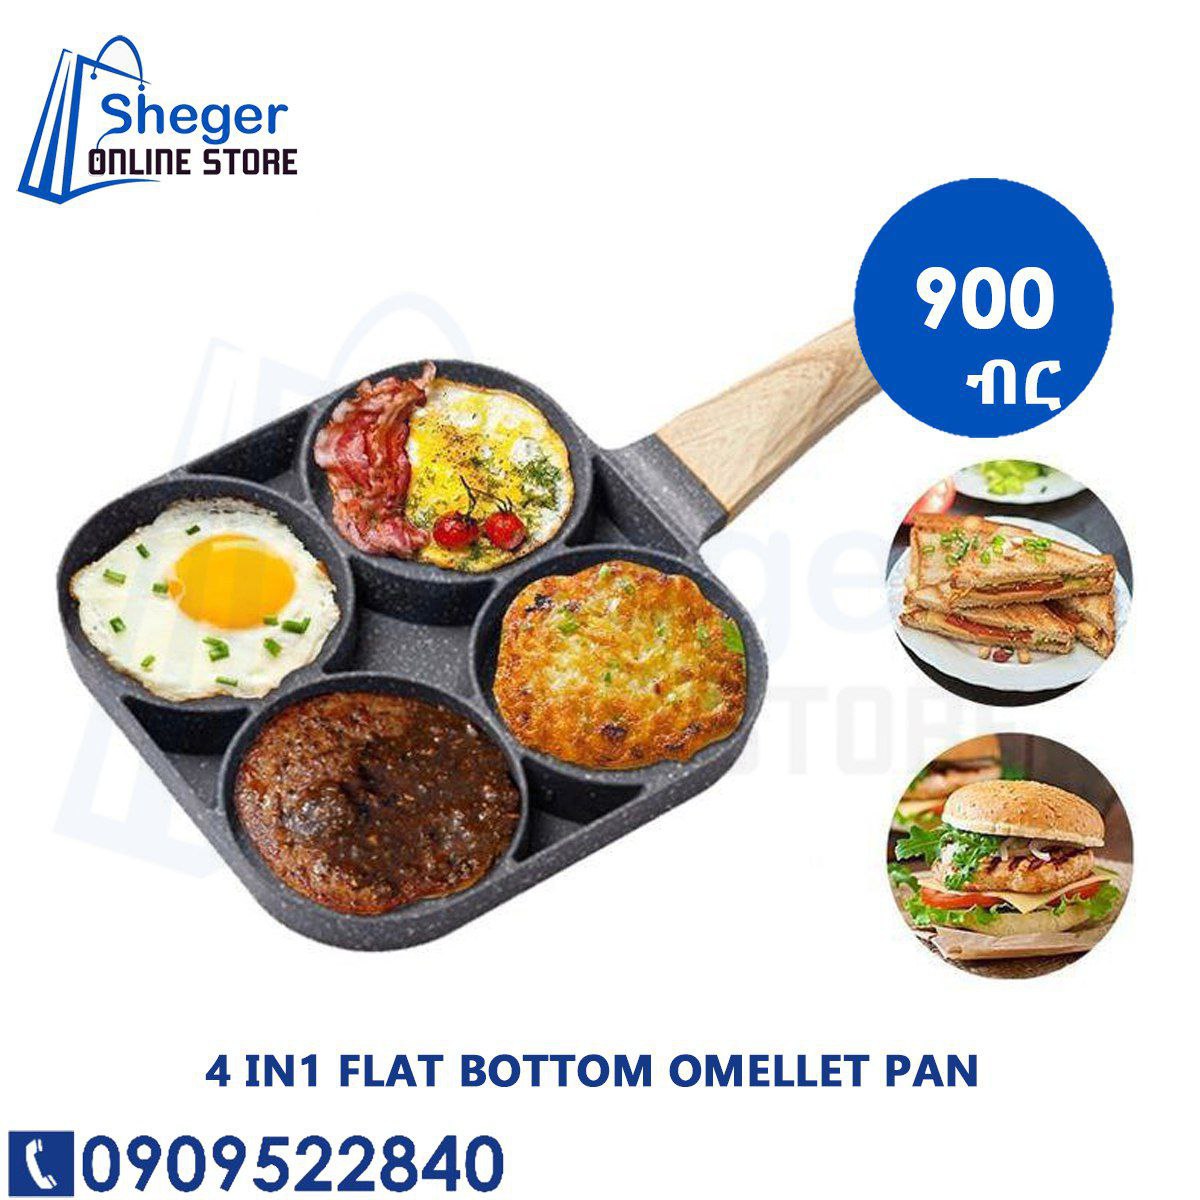 Sheger
ONLINE STORE
900
ብር
4 IN1 FLAT BOTTOM OMELLET PAN
0909522840